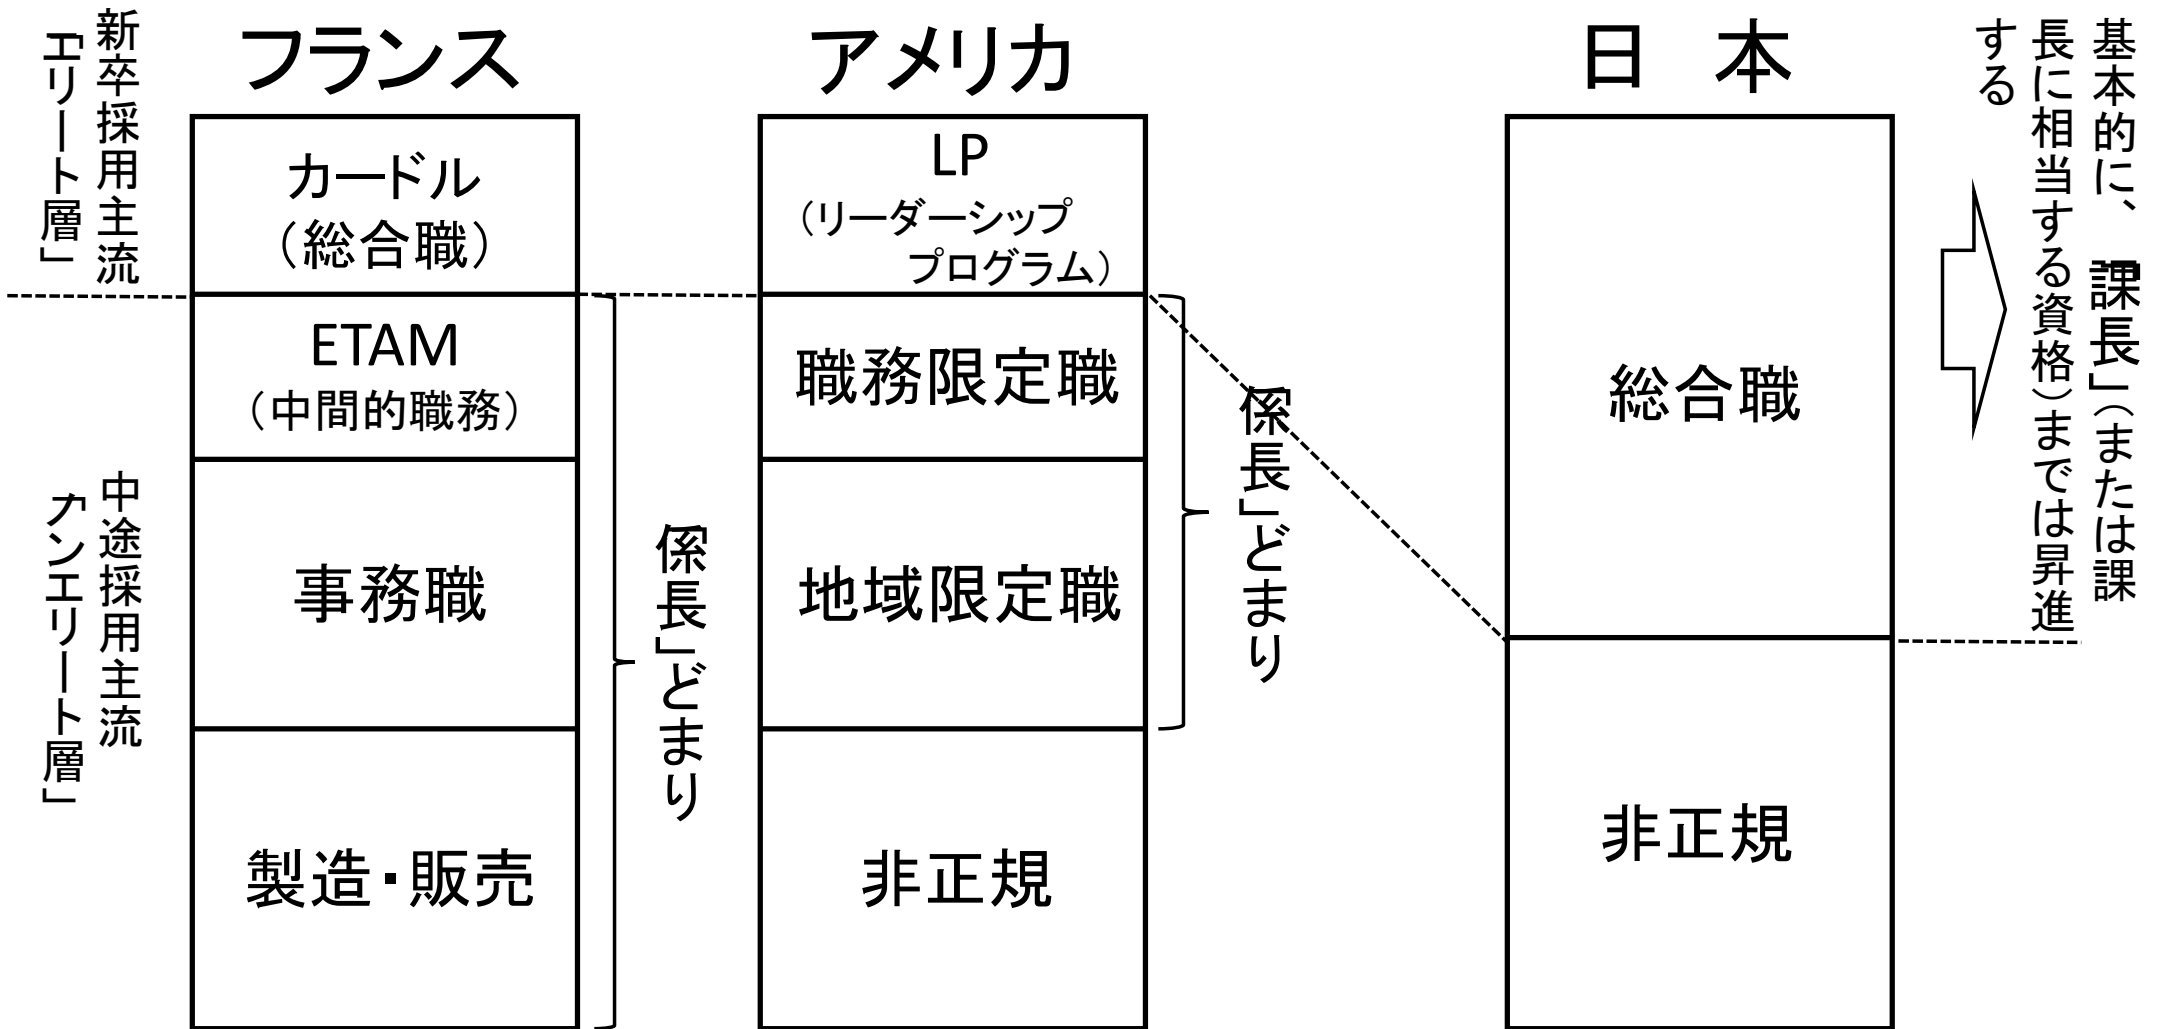 新卒採用主流
「エリート層」
中途採用主流
「ノンエリート層」
フランス
カードル
（総合職）
ETAM
（中間的職務）
事務職
製造・販売
「係長」どまり
アメリカ
LP
（リーダーシップ
プログラム）
職務限定職
地域限定職
非正規
「係長」どまり
日　本
総合職
非正規
基本的に、「課長」（または課
長に相当する資格）までは昇進
する